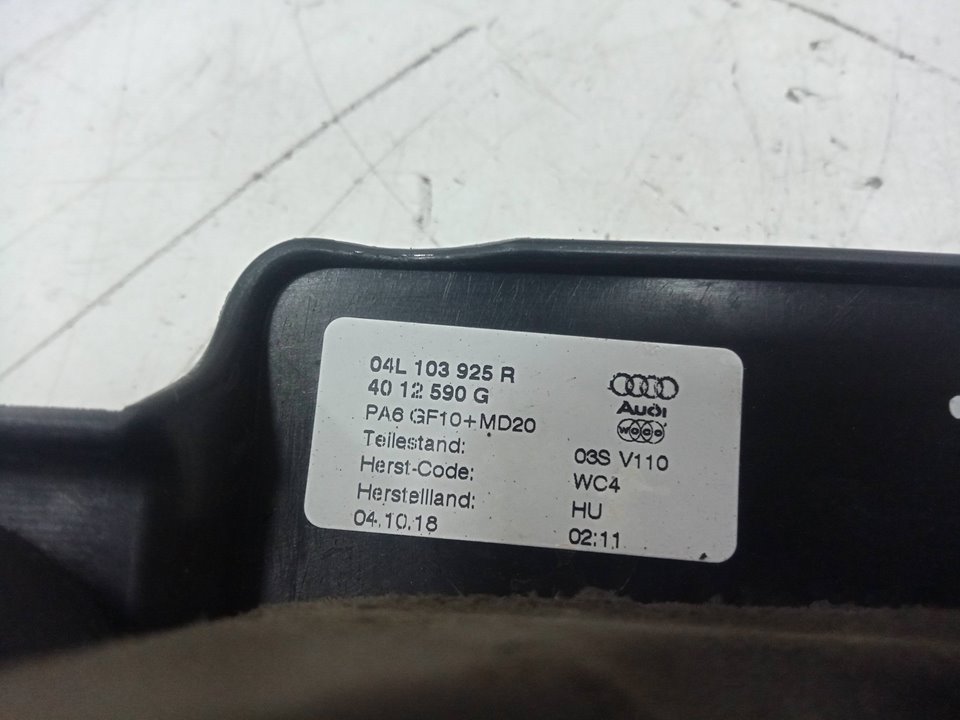 04L 103 925 R
40 12 590 G
PA6 GF10+MD20
Audi
woco
Teilestand: 03S V110
Herst-Code: WC4
Herstellland: HU
04.10.18 02:11